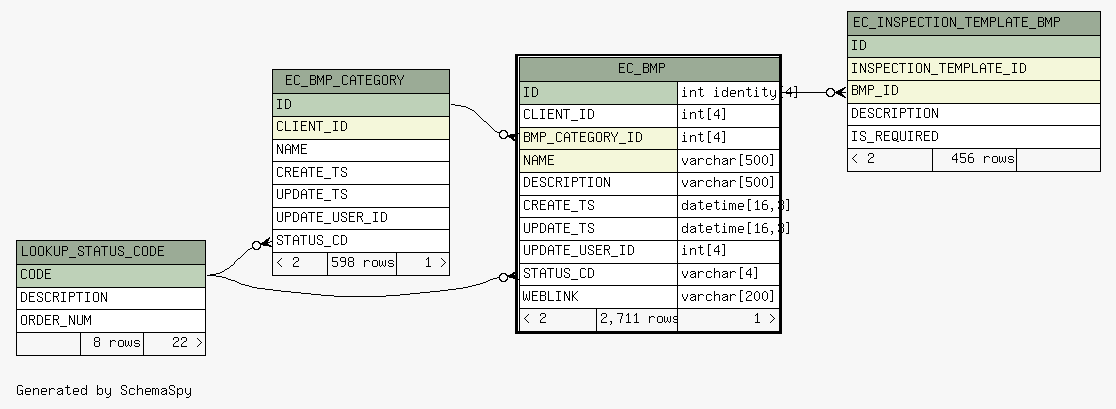 EC_INSPECTION_TEMPLATE_BMP
ID
INSPECTION_TEMPLATE_ID
BMP_ID
DESCRIPTION
IS_REQUIRED
< 2 456 rows
EC_BMP
ID int identity[4]
CLIENT_ID int[4]
BMP_CATEGORY_ID int[4]
NAME varchar[500]
DESCRIPTION varchar[500]
CREATE_TS datetime[16,3]
UPDATE_TS datetime[16,3]
UPDATE_USER_ID int[4]
STATUS_CD varchar[4]
WEBLINK varchar[200]
< 2 2,711 rows 1 >
EC_BMP_CATEGORY
ID
CLIENT_ID
NAME
CREATE_TS
UPDATE_TS
UPDATE_USER_ID
STATUS_CD
< 2 598 rows 1 >
LOOKUP_STATUS_CODE
CODE
DESCRIPTION
ORDER_NUM
8 rows 22 >
Generated by SchemaSpy